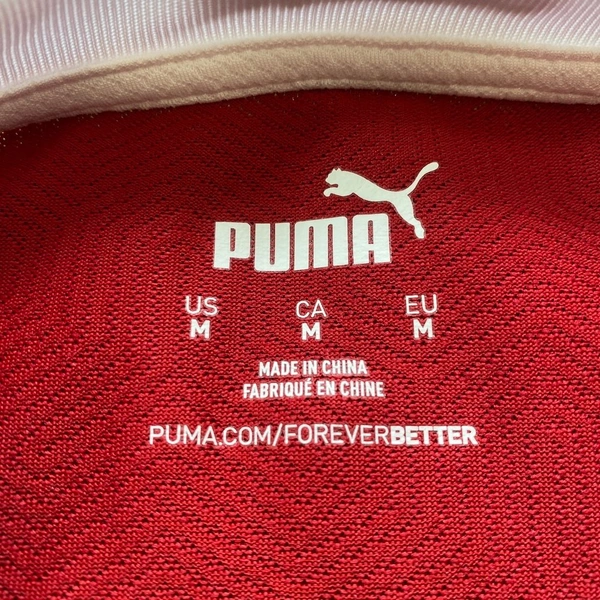 PUMA
US CA EU
M M M
MADE IN CHINA
FABRIQUÉ EN CHINE
PUMA.COM/FOREVERBETTER